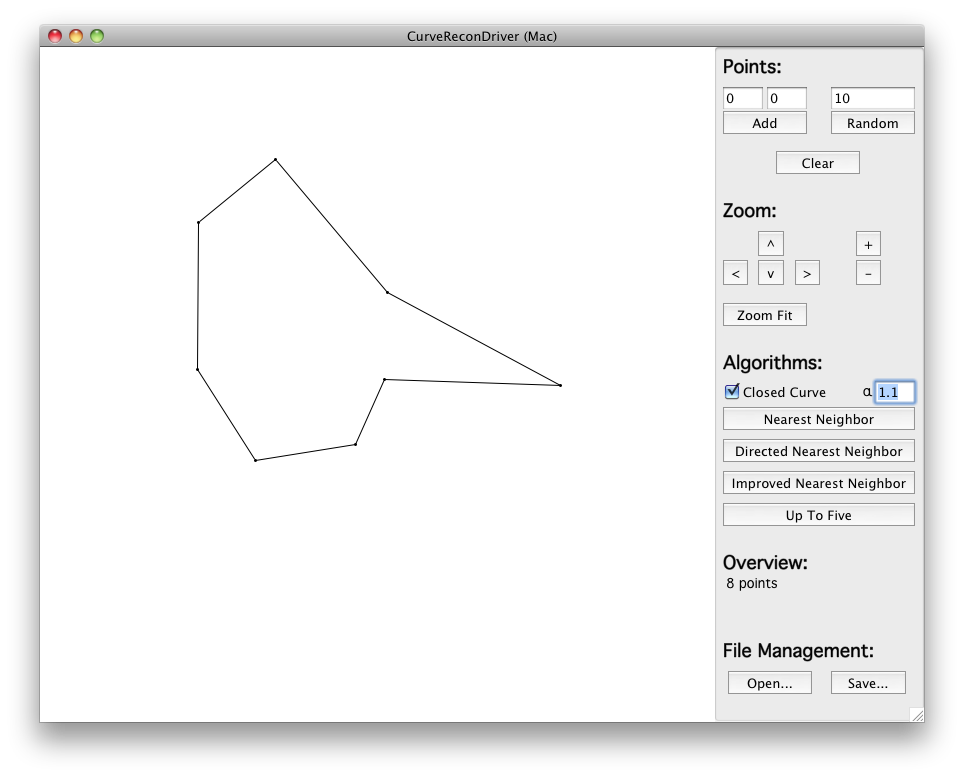 CurveReconDriver (Mac)
Points:
0 0 10
Add Random
Clear
Zoom:
^ +
< v > -
Zoom Fit
Algorithms:
Closed Curve α 1.1
Nearest Neighbor
Directed Nearest Neighbor
Improved Nearest Neighbor
Up To Five
Overview:
8 points
File Management:
Open... Save...